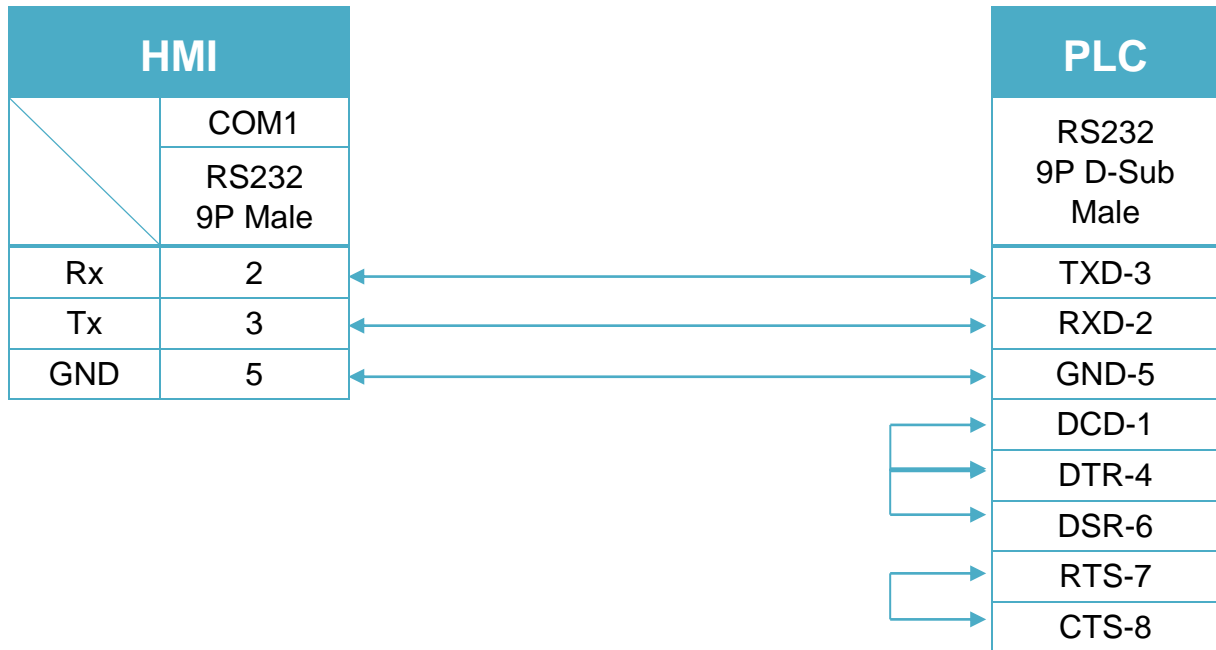 HMI
PLC
COM1
RS232
9P Male
RS232
9P D-Sub
Male
Rx
2
TXD-3
Tx
3
RXD-2
GND
5
GND-5
DCD-1
DTR-4
DSR-6
RTS-7
CTS-8